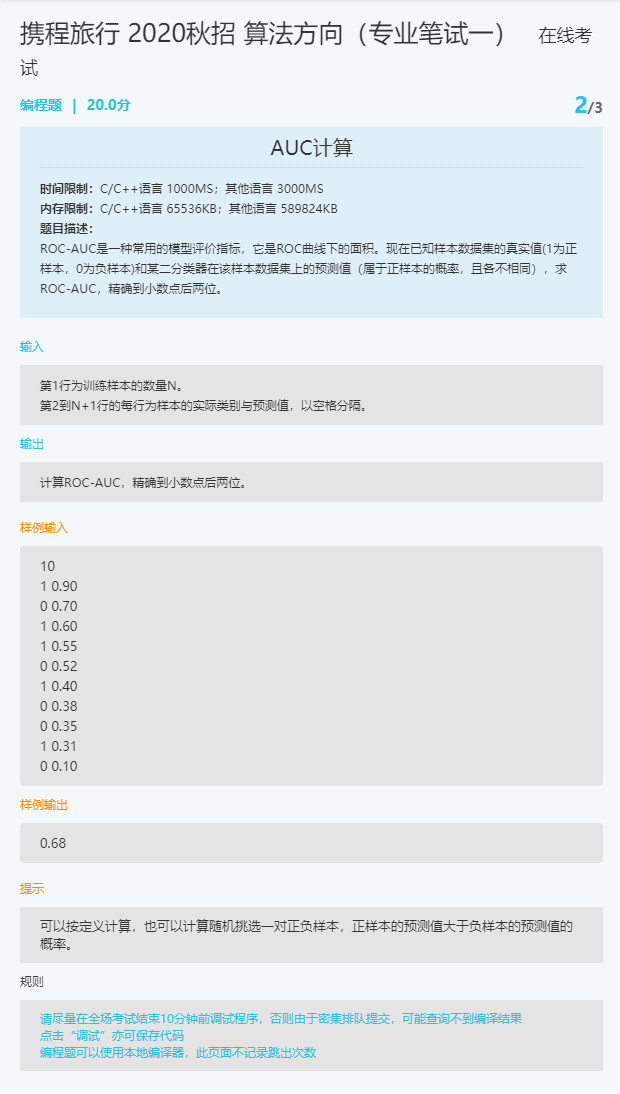 携程旅行 2020秋招 算法方向（专业笔试一） 在线考
试
编程题 | 20.0分 2/3
AUC计算
时间限制：C/C++语言 1000MS；其他语言 3000MS
内存限制：C/C++语言 65536KB；其他语言 589824KB
题目描述：
ROC-AUC是一种常用的模型评价指标，它是ROC曲线下的面积。现在已知样本数据集的真实值(1为正
样本，0为负样本)和某二分类器在该样本数据集上的预测值（属于正样本的概率，且各不相同），求
ROC-AUC，精确到小数点后两位。
输入
第1行为训练样本的数量N。
第2到N+1行的每行为样本的实际类别与预测值，以空格分隔。
输出
计算ROC-AUC，精确到小数点后两位。
样例输入
10
1 0.90
0 0.70
1 0.60
1 0.55
0 0.52
1 0.40
0 0.38
0 0.35
1 0.31
0 0.10
样例输出
0.68
提示
可以按定义计算，也可以计算随机挑选一对正负样本，正样本的预测值大于负样本的预测值的
概率。
规则
请尽量在全场考试结束10分钟前调试程序，否则由于密集排队提交，可能查询不到编译结果
点击“调试”亦可保存代码
编程题可以使用本地编译器，此页面不记录跳出次数